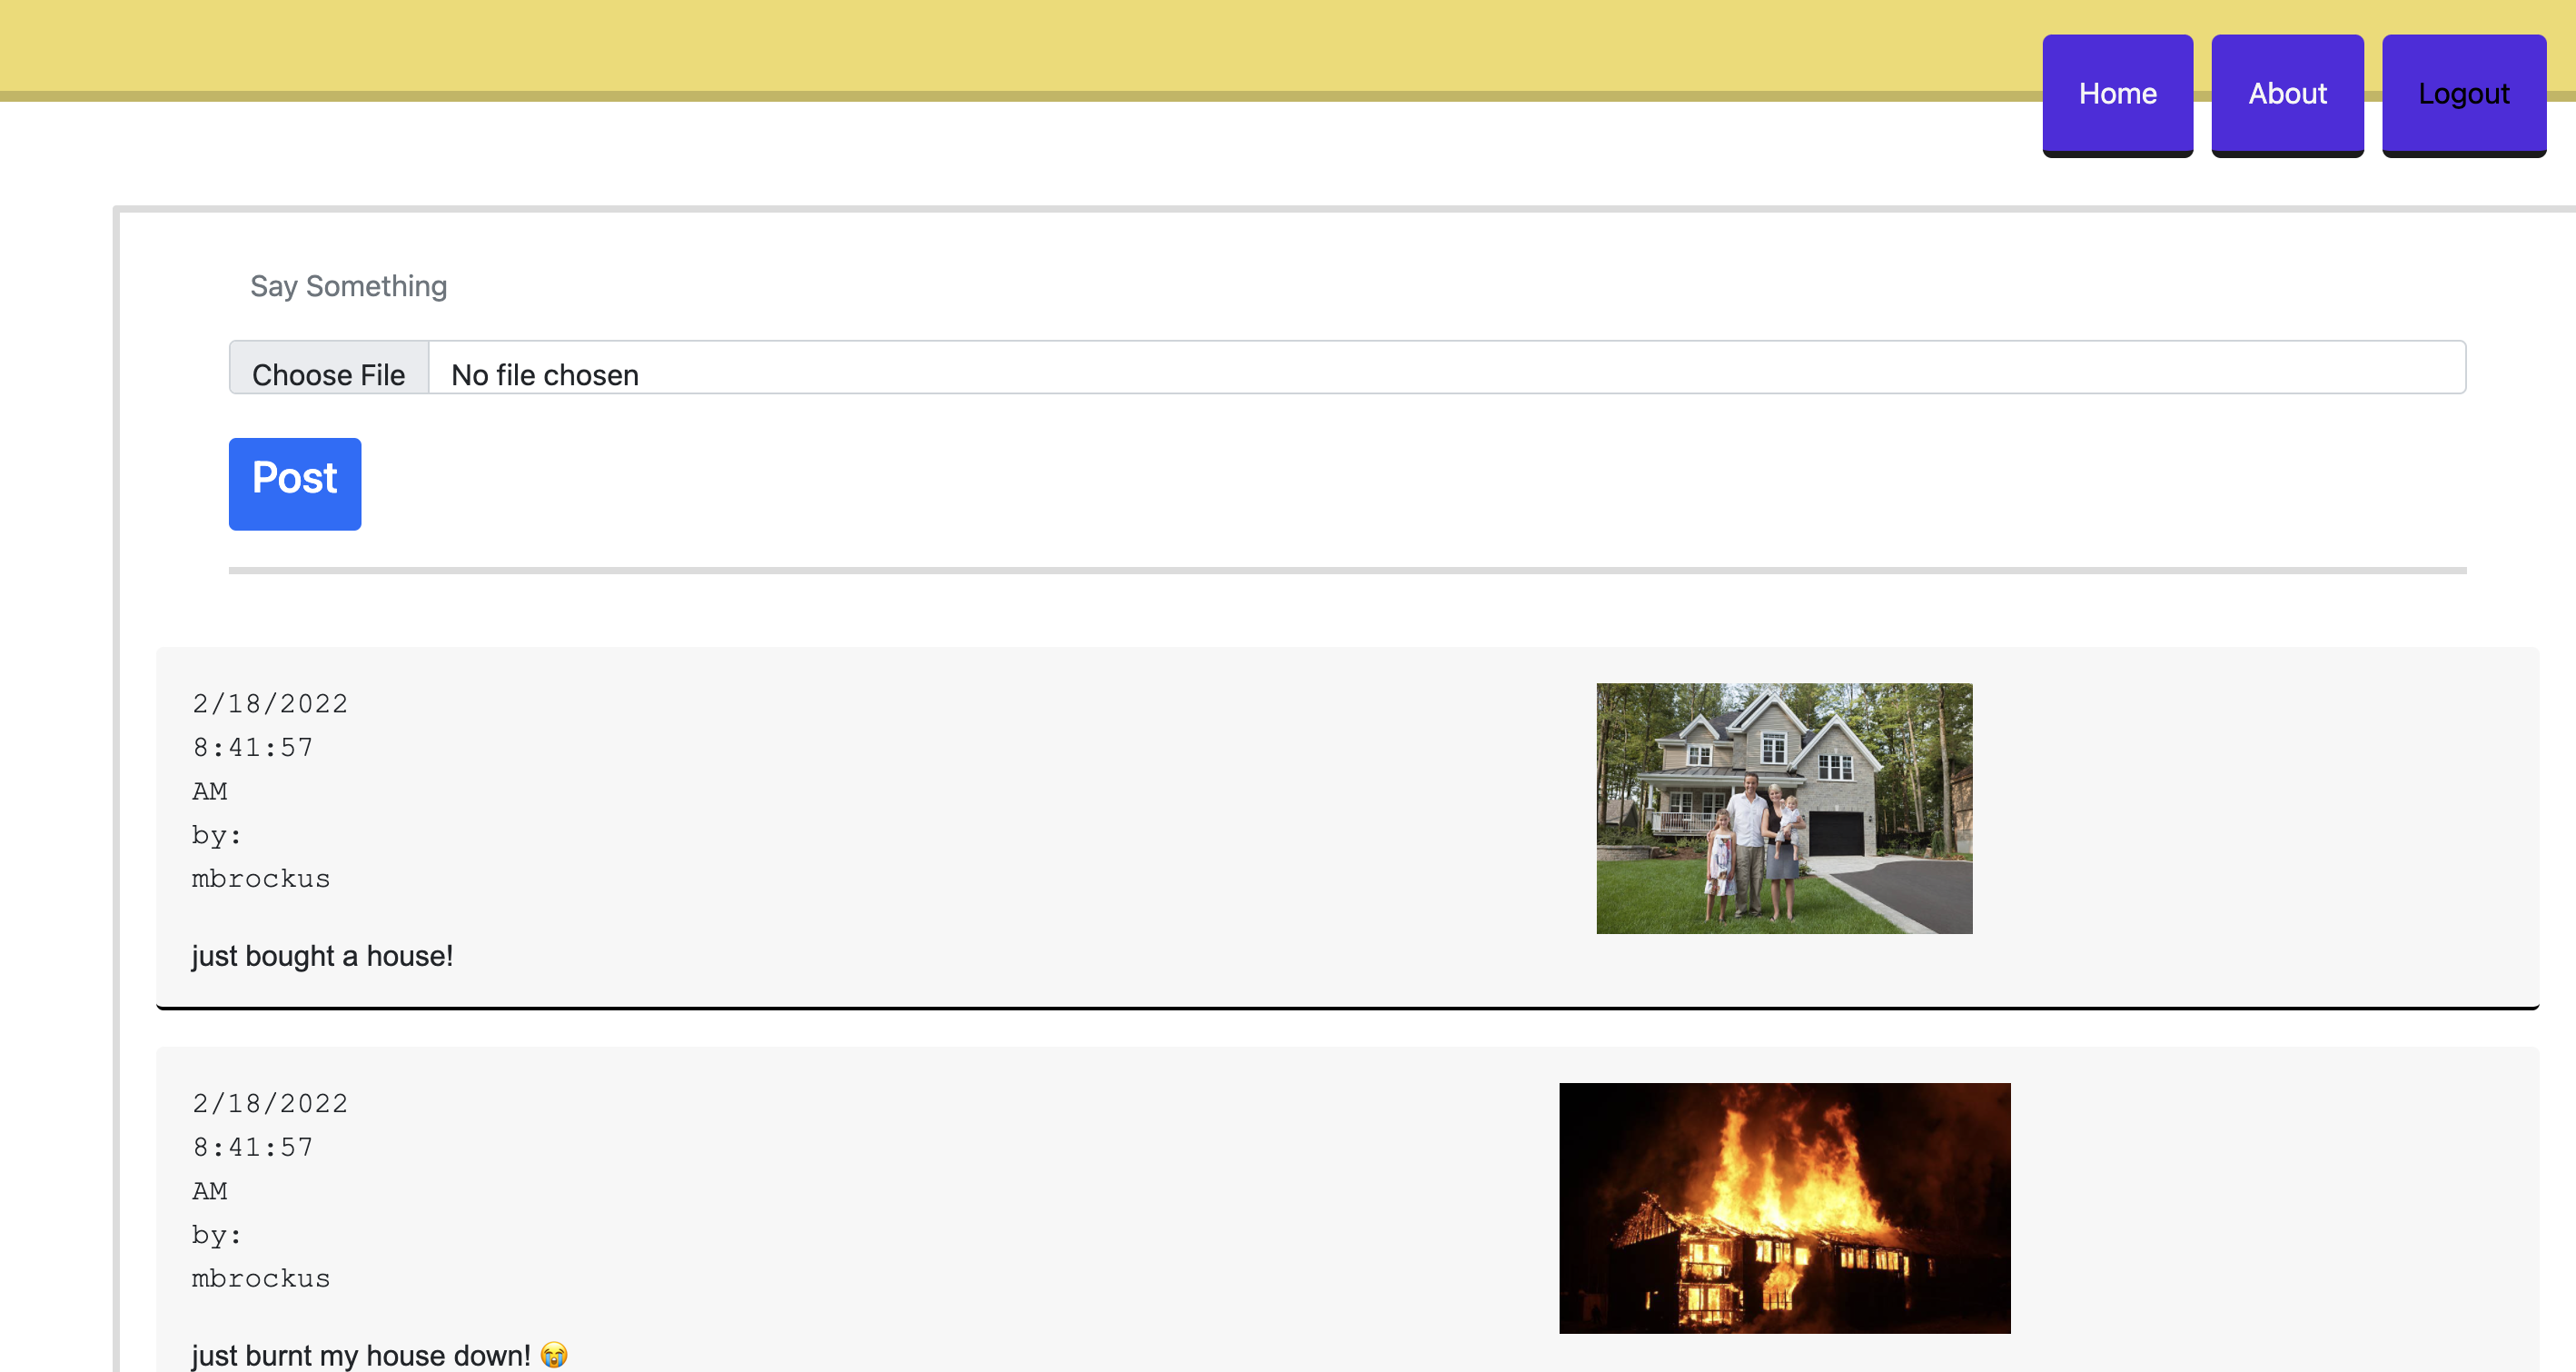 Home About Logout
Say Something
Choose File No file chosen
Post
2/18/2022
8:41:57
AM
by:
mbrockus
just bought a house!
2/18/2022
8:41:57
AM
by:
mbrockus
just burnt my house down! 😭